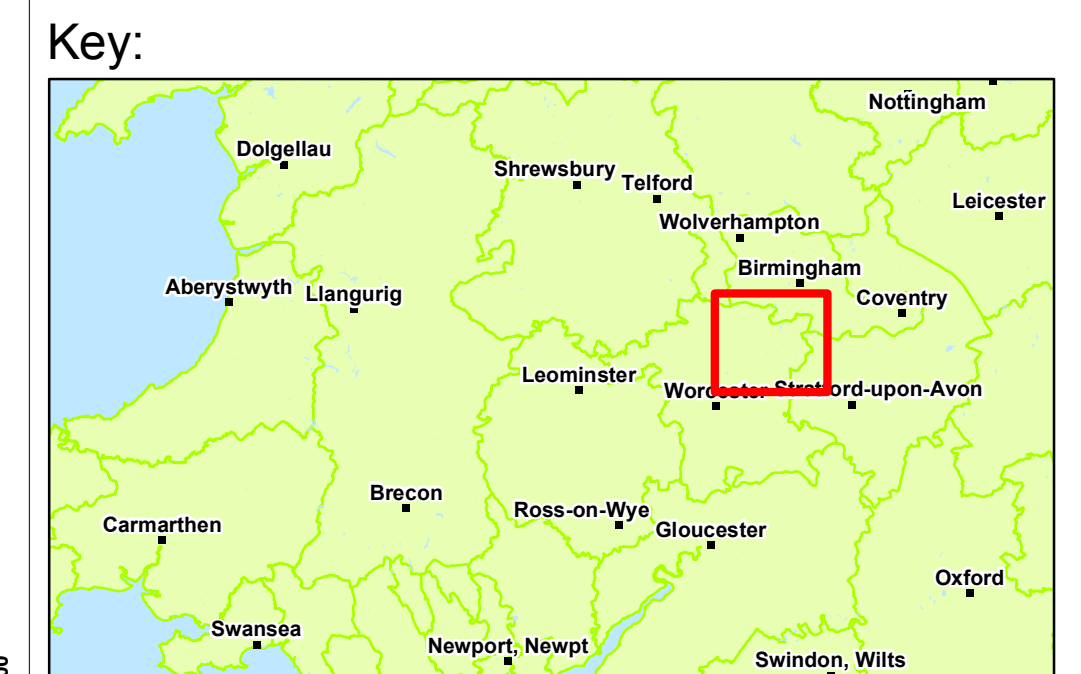 Key:
Nottingham
Dolgellau
Shrewsbury
Telford
Leicester
Wolverhampton
Birmingham
Aberystwyth
Llangurig
Coventry
Leominster
Worcester
Stratford-upon-Avon
Brecon
Ross-on-Wye
Carmarthen
Gloucester
Oxford
Swansea
Newport, Newpt
Swindon, Wilts